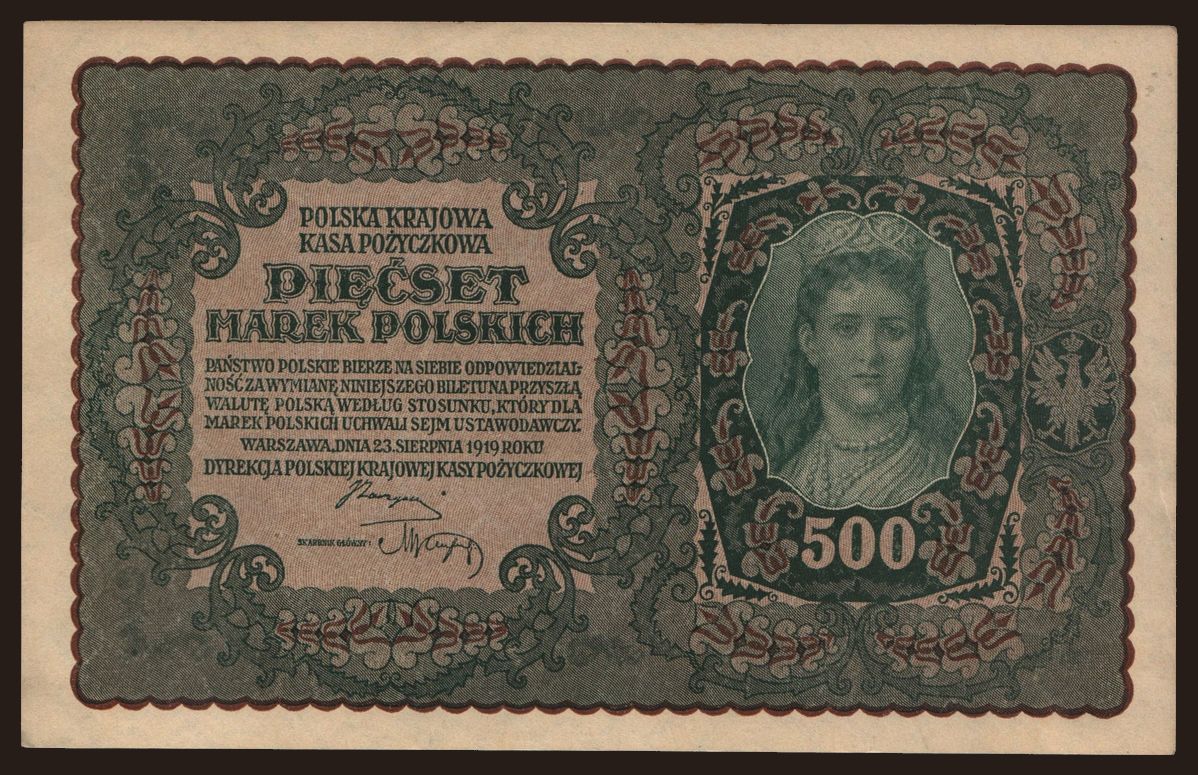 POLSKA KRAJOWA
KASA POŻYCZKOWA
PIĘĆSET
MAREK POLSKICH
PAŃSTWO POLSKIE BIERZE NA SIEBIE ODPOWIEDZIAL-
NOŚĆ ZA WYMIANĘ NINIEJSZEGO BILETU NA PRZYSZŁĄ
WALUTĘ POLSKĄ WEDŁUG STOSUNKU, KTÓRY DLA
MAREK POLSKICH UCHWALI SEJM USTAWODAWCZY.
WARSZAWA, DNIA 23. SIERPNIA 1919 ROKU
DYREKCJA POLSKIEJ KRAJOWEJ KASY POŻYCZKOWEJ
SKARBNIK GŁÓWNY:
500